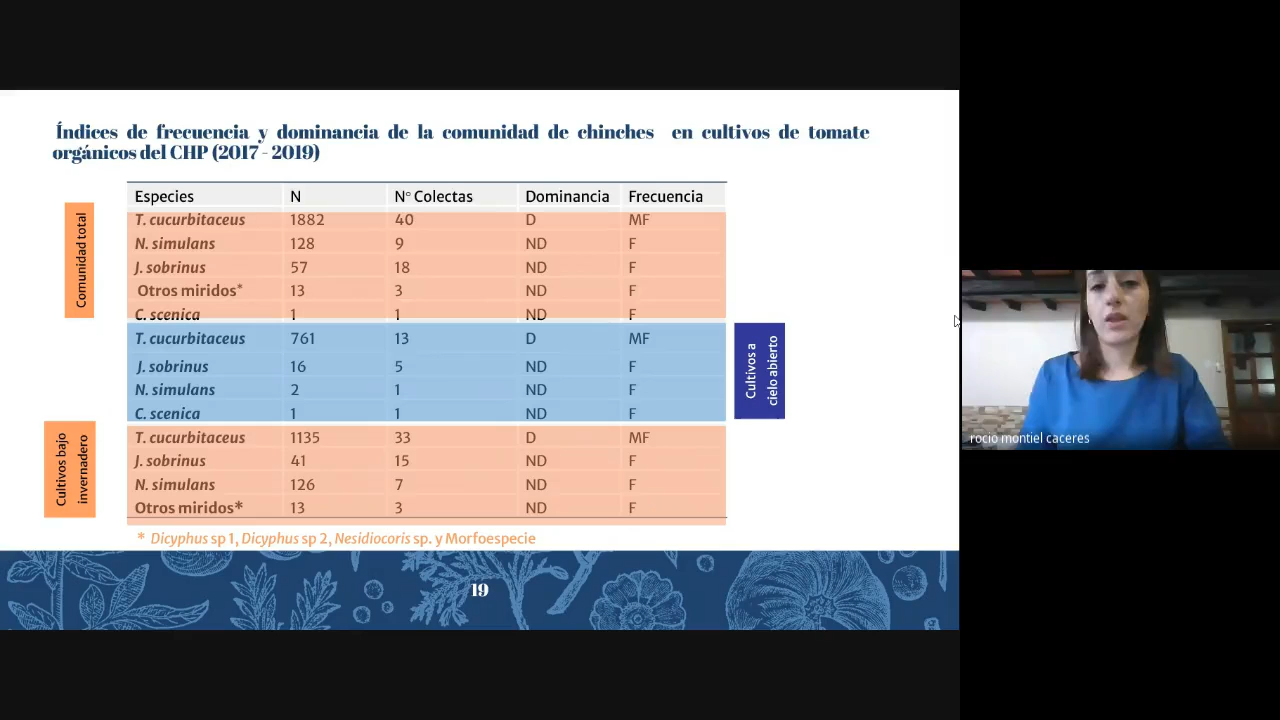 Índices de frecuencia y dominancia de la comunidad de chinches en cultivos de tomate
orgánicos del CHP (2017 - 2019)
Especies N N° Colectas Dominancia Frecuencia
Comunidad total
T. cucurbitaceus 1882 40 D MF
N. simulans 128 9 ND F
J. sobrinus 57 18 ND F
Otros miridos* 13 3 ND F
C. scenica 1 1 ND F
Cultivos a
cielo abierto
T. cucurbitaceus 761 13 D MF
J. sobrinus 16 5 ND F
N. simulans 2 1 ND F
C. scenica 1 1 ND F
Cultivos bajo
invernadero
T. cucurbitaceus 1135 33 D MF
J. sobrinus 41 15 ND F
N. simulans 126 7 ND F
Otros miridos* 13 3 ND F
* Dicyphus sp 1, Dicyphus sp 2, Nesidiocoris sp. y Morfoespecie
19
rocio montiel caceres